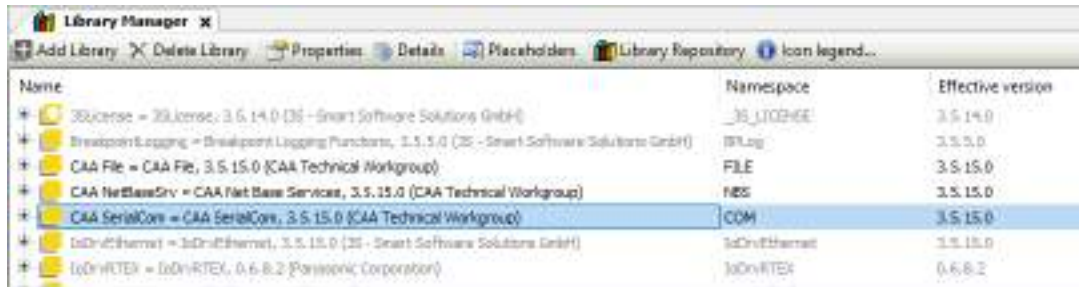 Library Manager x
Add Library Delete Library Properties Details Placeholders Library Repository Icon legend...
Name Namespace Effective version
3SLicense = 3SLicense, 3.5.14.0 (3S - Smart Software Solutions GmbH) _3S_LICENSE 3.5.14.0
BreakpointLogging = Breakpoint Logging Functions, 3.5.5.0 (3S - Smart Software Solutions GmbH) BPLog 3.5.5.0
CAA File = CAA File, 3.5.15.0 (CAA Technical Workgroup) FILE 3.5.15.0
CAA NetBaseSrv = CAA Net Base Services, 3.5.15.0 (CAA Technical Workgroup) NBS 3.5.15.0
CAA SerialCom = CAA SerialCom, 3.5.15.0 (CAA Technical Workgroup) COM 3.5.15.0
IoDrvEthernet = IoDrvEthernet, 3.5.15.0 (3S - Smart Software Solutions GmbH) IoDrvEthernet 3.5.15.0
IoDrvRTEX = IoDrvRTEX, 0.6.8.2 (Panasonic Corporation) IoDrvRTEX 0.6.8.2